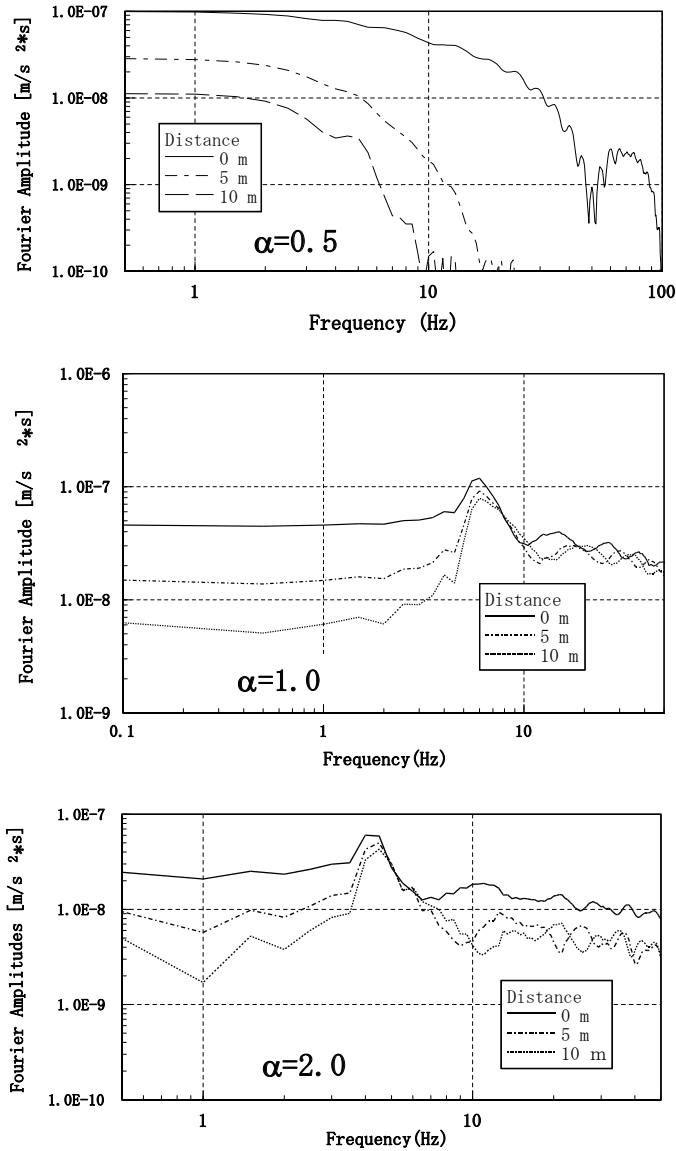 Fourier Amplitude [m/s ²*s]
1.0E-07
1.0E-08
1.0E-09
1.0E-10
Distance
0 m
5 m
10 m
α=0.5
1
10
100
Frequency (Hz)
Fourier Amplitude [m/s ²*s]
1.0E-6
1.0E-7
1.0E-8
1.0E-9
Distance
0 m
5 m
10 m
α=1.0
0.1
1
10
Frequency(Hz)
Fourier Amplitudes [m/s ²*s]
1.0E-7
1.0E-8
1.0E-9
1.0E-10
Distance
0 m
5 m
10 m
α=2.0
1
10
Frequency(Hz)